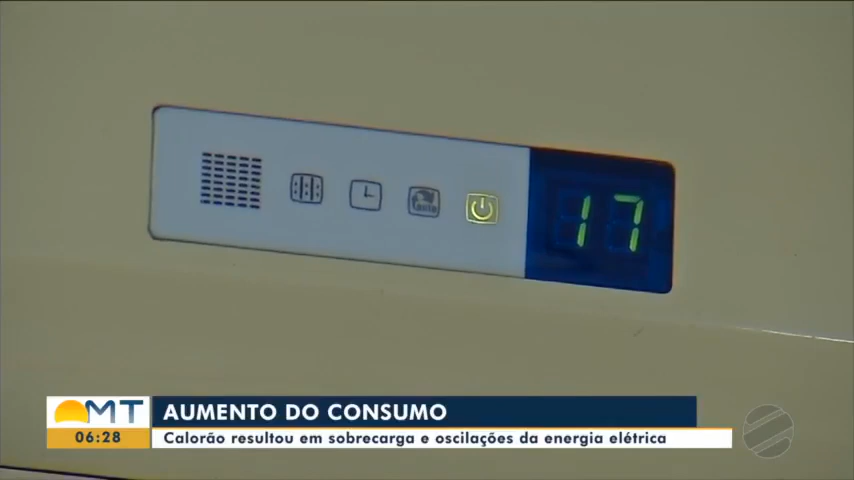 17
MT
AUMENTO DO CONSUMO
06:28
Calorão resultou em sobrecarga e oscilações da energia elétrica